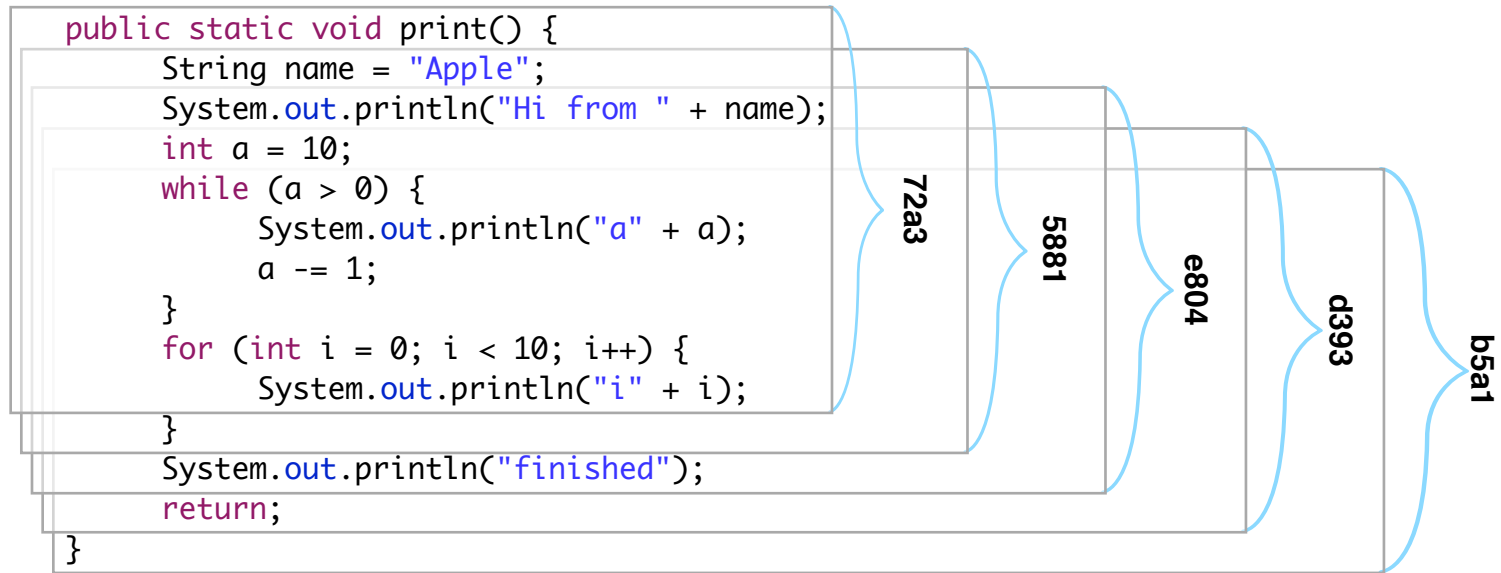 public static void print() {
String name = "Apple";
System.out.println("Hi from " + name);
int a = 10;
while (a > 0) {
System.out.println("a" + a);
a -= 1;
}
for (int i = 0; i < 10; i++) {
System.out.println("i" + i);
}
System.out.println("finished");
return;
}
72a3
5881
e804
d393
b5a1